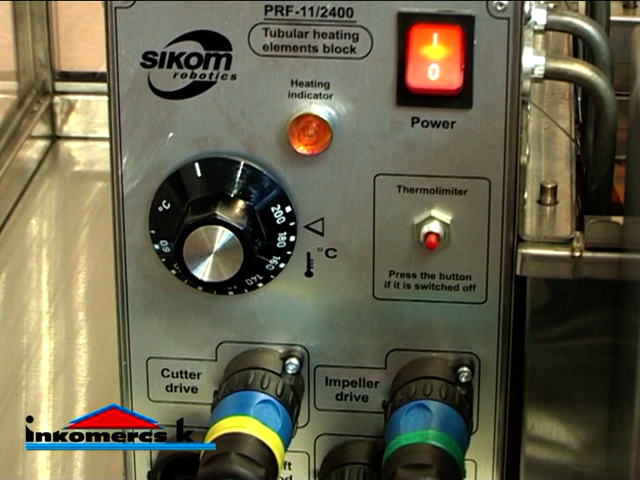 PRF-11/2400
Tubular heating
elements block
SIKOM
robotics
Heating
indicator
I
0
Power
°C
200
180
160
140
60
°C
Thermolimiter
Press the button
if it is switched off
Cutter
drive
Impeller
drive
inkomercs k